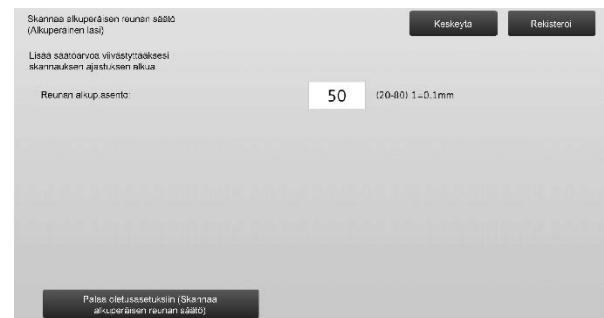 Skannaa alkuperäisen reunan säätö
(Alkuperäinen lasi)
Keskeytä
Rekisteröi
Lisää säätöarvoa viivästyttääksesi
skannauksen ajastuksen alkua.
Reunan alkup.asento:
50
(20-80) 1=0.1mm
Palaa oletusasetuksiin (Skannaa
alkuperäisen reunan säätö)